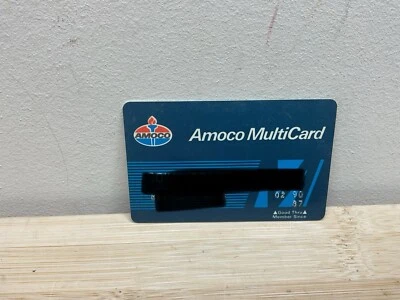 AMOCO
Amoco MultiCard
02 90
87
▲Good Thru▲
Member Since